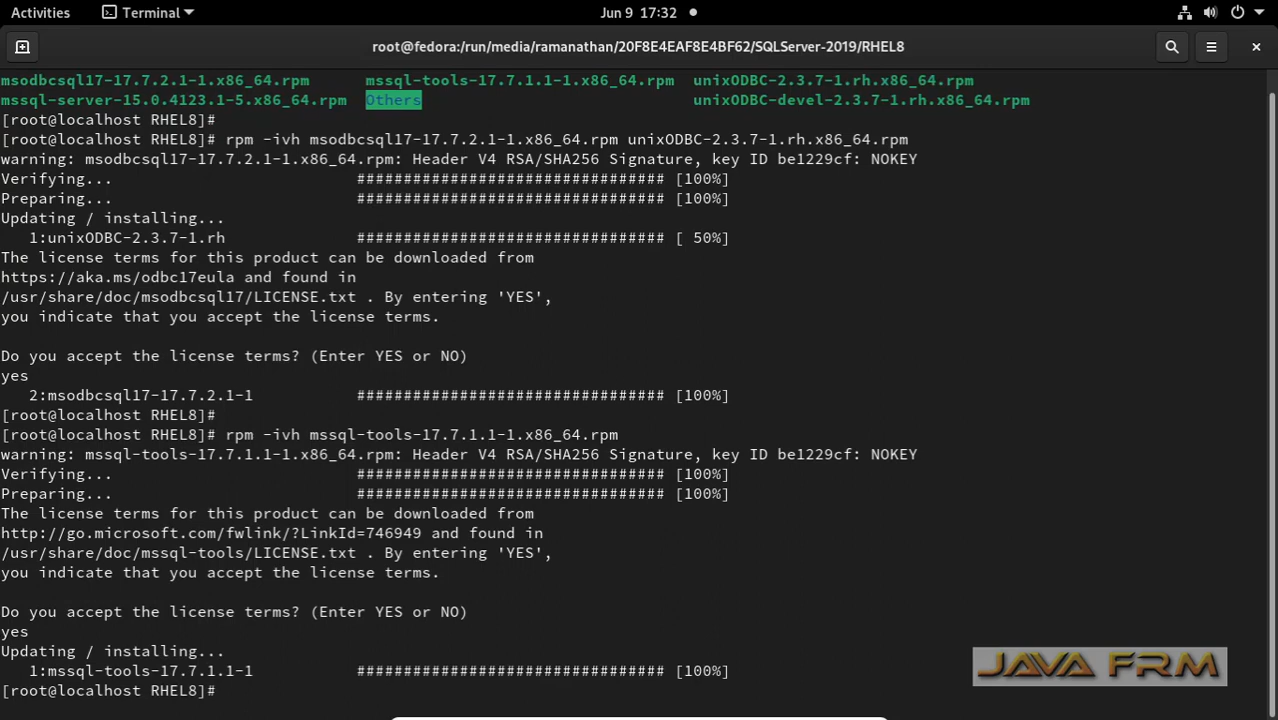 Activities Terminal Jun 9 17:32
root@fedora:/run/media/ramanathan/20F8E4EAF8E4BF62/SQLServer-2019/RHEL8
msodbcsql17-17.7.2.1-1.x86_64.rpm mssql-tools-17.7.1.1-1.x86_64.rpm unixODBC-2.3.7-1.rh.x86_64.rpm
mssql-server-15.0.4123.1-5.x86_64.rpm Others unixODBC-devel-2.3.7-1.rh.x86_64.rpm
[root@localhost RHEL8]#
[root@localhost RHEL8]# rpm -ivh msodbcsql17-17.7.2.1-1.x86_64.rpm unixODBC-2.3.7-1.rh.x86_64.rpm
warning: msodbcsql17-17.7.2.1-1.x86_64.rpm: Header V4 RSA/SHA256 Signature, key ID be1229cf: NOKEY
Verifying... ################################# [100%]
Preparing... ################################# [100%]
Updating / installing...
1:unixODBC-2.3.7-1.rh ################################# [ 50%]
The license terms for this product can be downloaded from
https://aka.ms/odbc17eula and found in
/usr/share/doc/msodbcsql17/LICENSE.txt . By entering 'YES',
you indicate that you accept the license terms.
Do you accept the license terms? (Enter YES or NO)
yes
2:msodbcsql17-17.7.2.1-1 ################################# [100%]
[root@localhost RHEL8]#
[root@localhost RHEL8]# rpm -ivh mssql-tools-17.7.1.1-1.x86_64.rpm
warning: mssql-tools-17.7.1.1-1.x86_64.rpm: Header V4 RSA/SHA256 Signature, key ID be1229cf: NOKEY
Verifying... ################################# [100%]
Preparing... ################################# [100%]
The license terms for this product can be downloaded from
http://go.microsoft.com/fwlink/?LinkId=746949 and found in
/usr/share/doc/mssql-tools/LICENSE.txt . By entering 'YES',
you indicate that you accept the license terms.
Do you accept the license terms? (Enter YES or NO)
yes
Updating / installing...
1:mssql-tools-17.7.1.1-1 ################################# [100%]
[root@localhost RHEL8]#
JAVA FRM